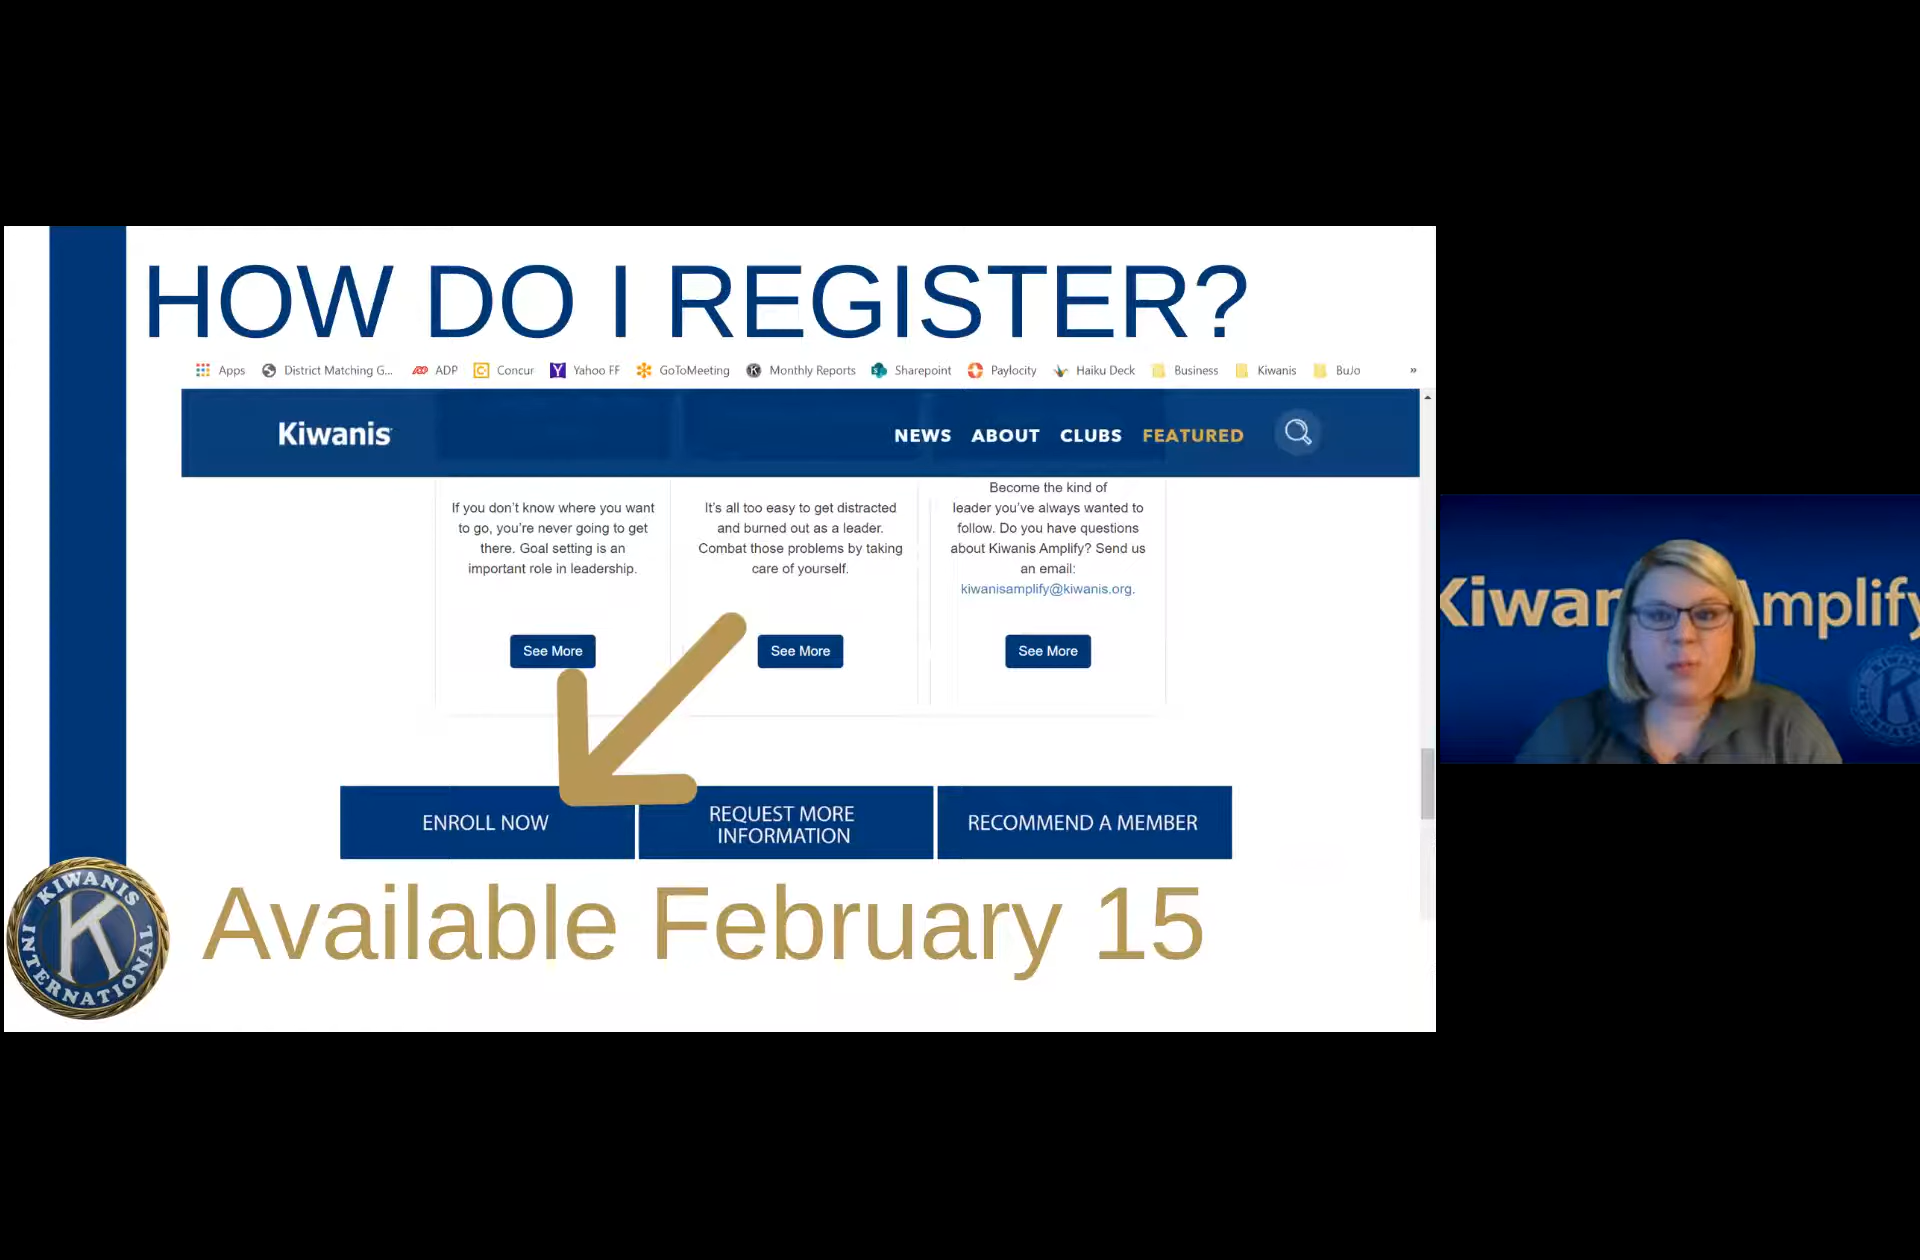 HOW DO I REGISTER?
Apps District Matching G... ADP Concur Yahoo FF GoToMeeting Monthly Reports Sharepoint Paylocity Haiku Deck Business Kiwanis BuJo »
Kiwanis NEWS ABOUT CLUBS FEATURED
If you don't know where you want
to go, you're never going to get
there. Goal setting is an
important role in leadership.
See More
It's all too easy to get distracted
and burned out as a leader.
Combat those problems by taking
care of yourself.
See More
Become the kind of
leader you've always wanted to
follow. Do you have questions
about Kiwanis Amplify? Send us
an email:
kiwanisamplify@kiwanis.org.
See More
ENROLL NOW
REQUEST MORE
INFORMATION
RECOMMEND A MEMBER
Available February 15
KIWANIS
K
INTERNATIONAL
Kiwan Amplify
K